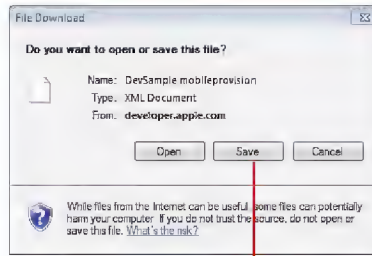 File Download
Do you want to open or save this file?
Name: DevSample mobileprovision
Type: XML Document
From: developer.apple.com
Open Save Cancel
While files from the Internet can be useful, some files can potentially
harm your computer. If you do not trust the source, do not open or
save this file. What's the risk?